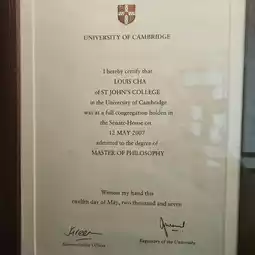 UNIVERSITY OF CAMBRIDGE
I hereby certify that
LOUIS CHA
of ST JOHN'S COLLEGE
in the University of Cambridge
was at a full congregation holden in
the Senate-House on
12 MAY 2007
admitted to the degree of
MASTER OF PHILOSOPHY
Witness my hand this
twelfth day of May, two thousand and seven
Registrary of the University